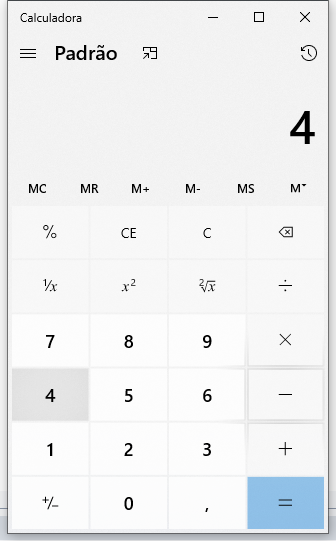 Calculadora
Padrão
4
MC MR M+ M- MS M˅
% CE C
¹/x x² ²√x ÷
7 8 9 ×
4 5 6 −
1 2 3 +
+/− 0 , =